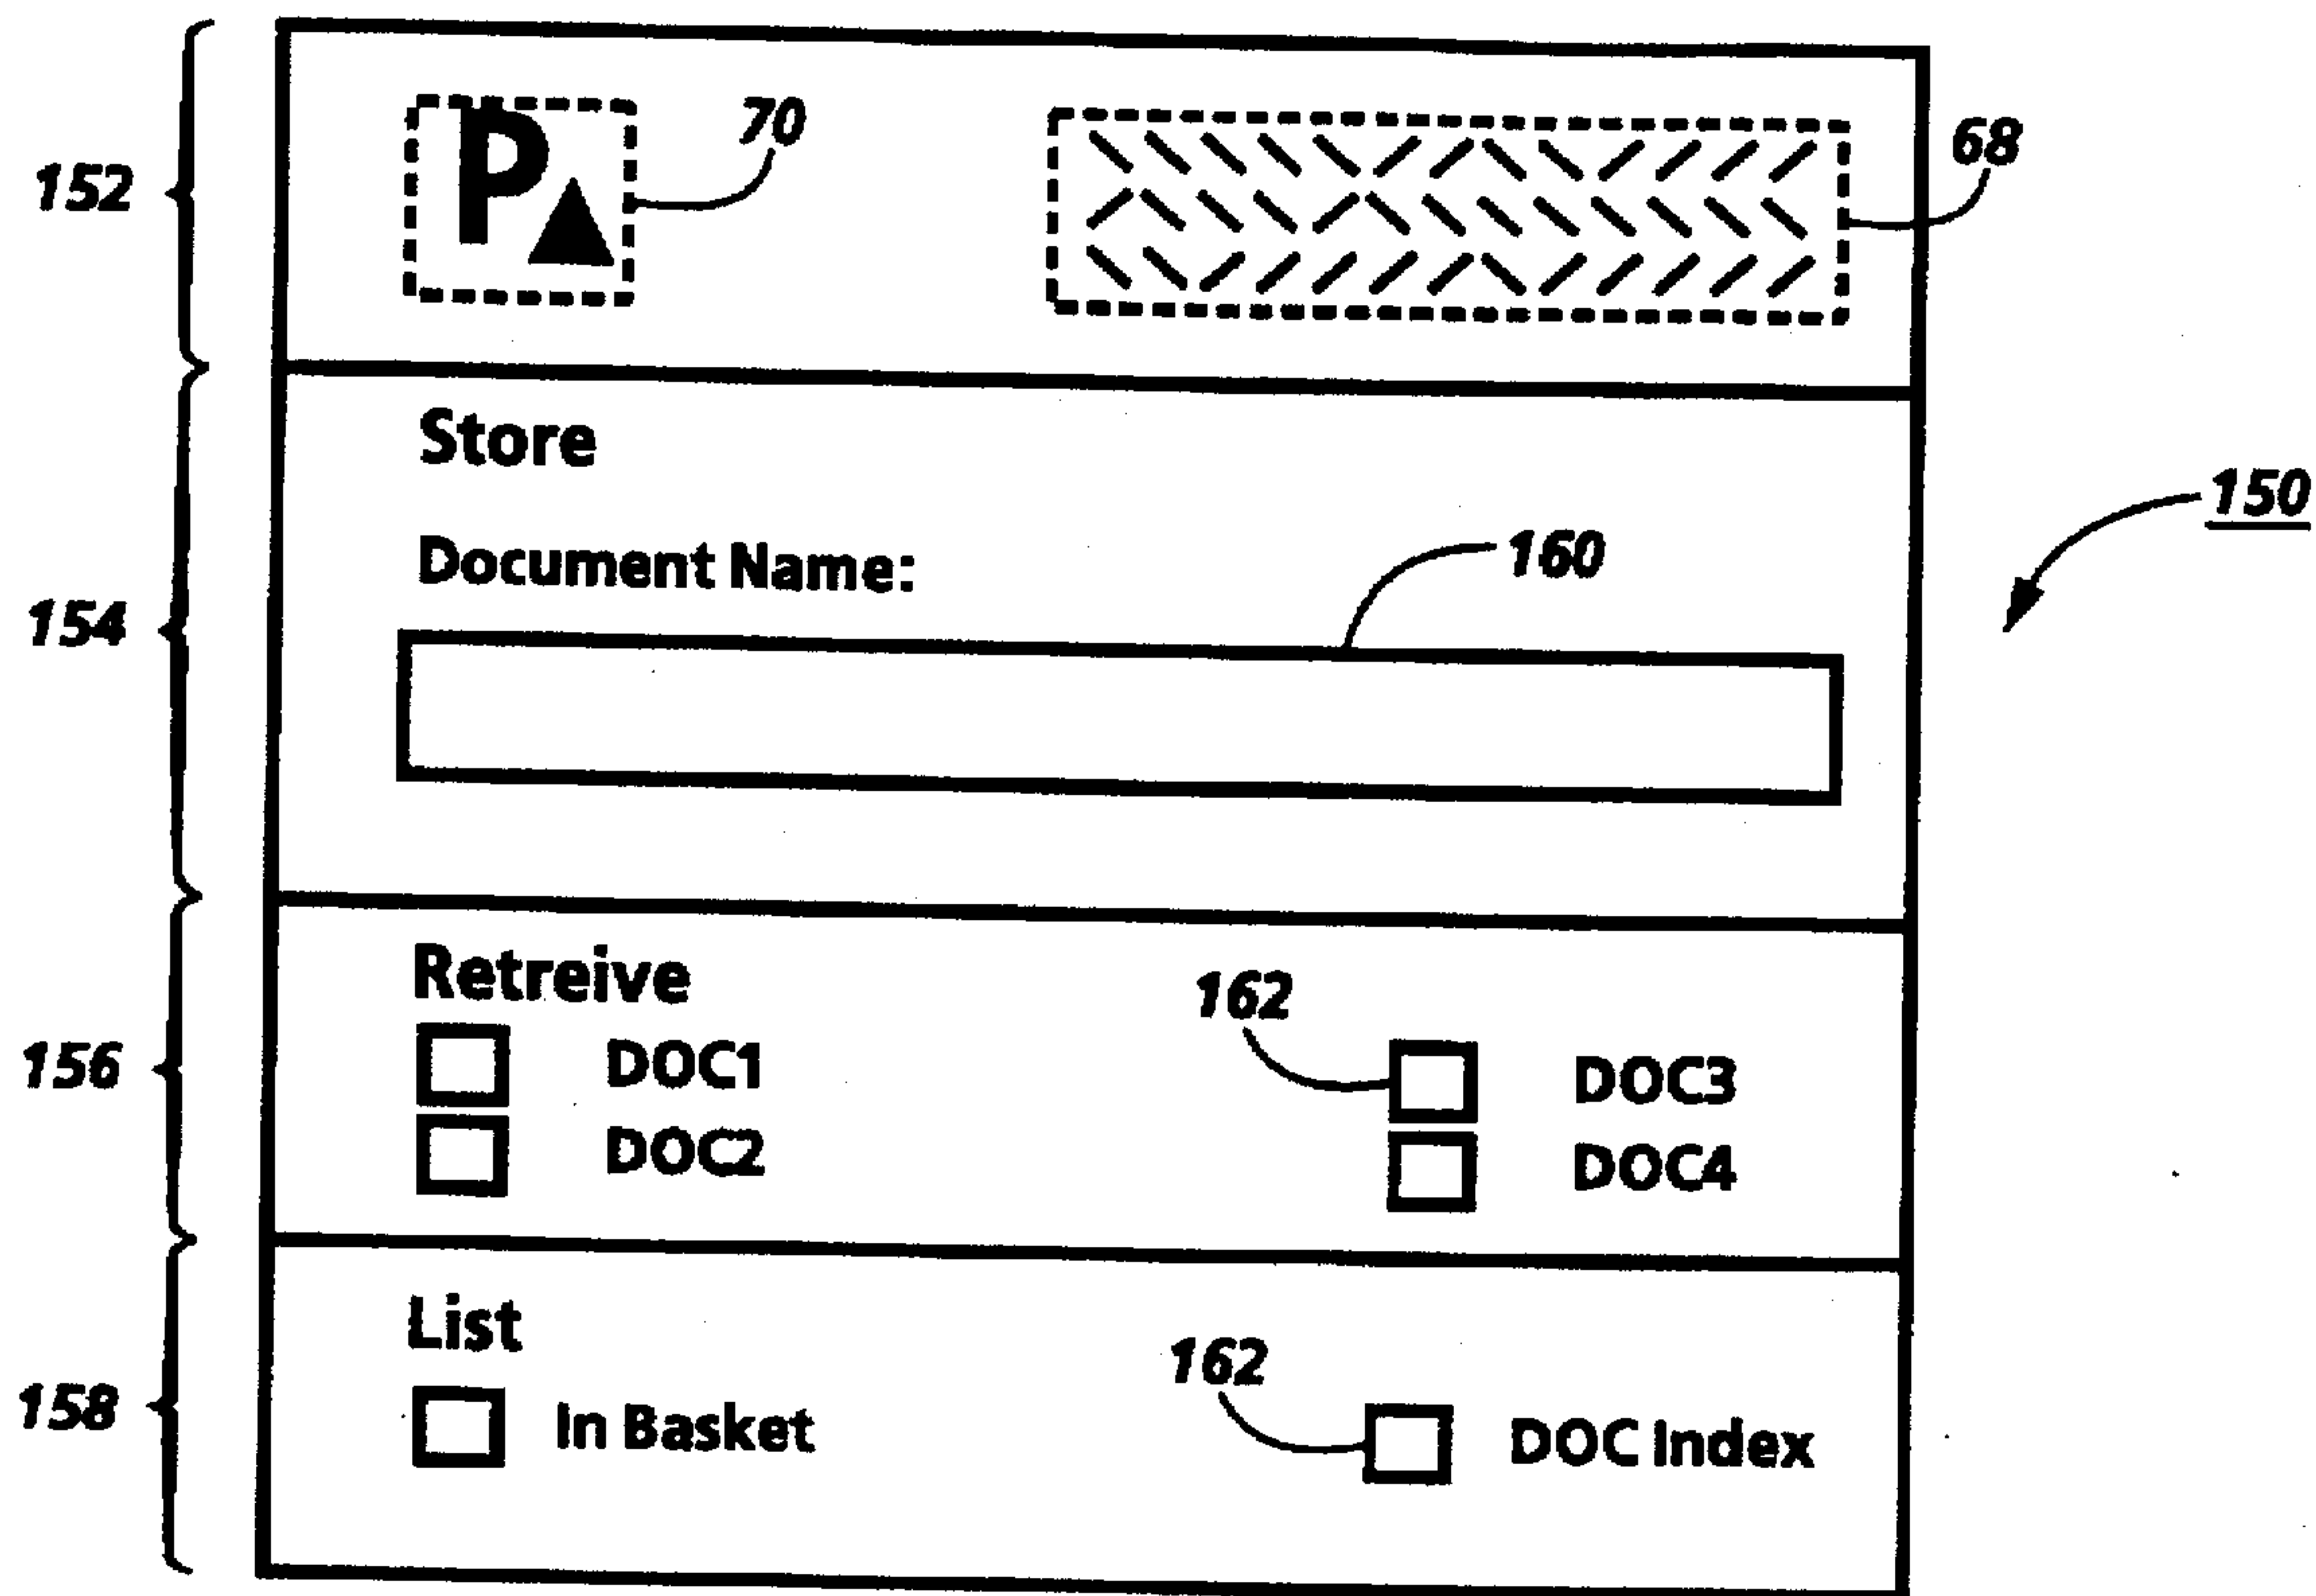 P
70
68
152
Store
150
Document Name:
160
154
Retreive
162
156
DOC1
DOC3
DOC2
DOC4
List
162
158
In Basket
DOC Index